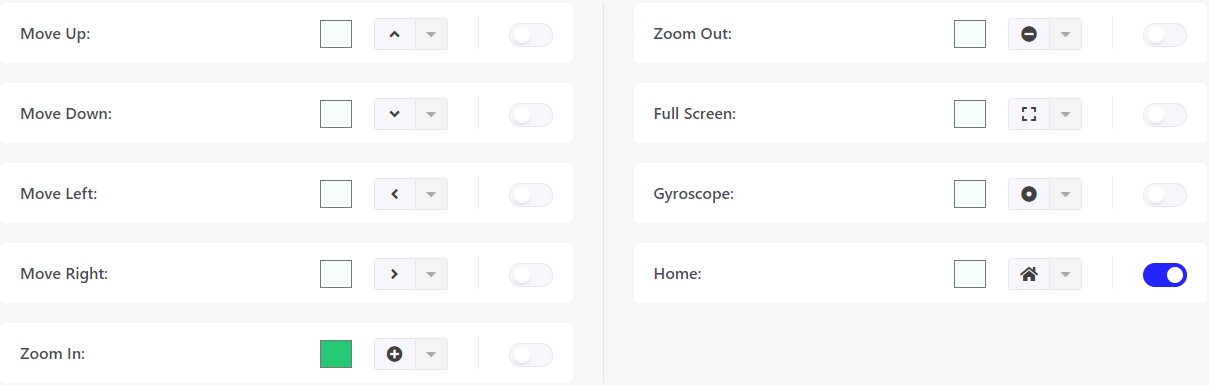 Move Up:
Move Down:
Move Left:
Move Right:
Zoom In:
Zoom Out:
Full Screen:
Gyroscope:
Home: